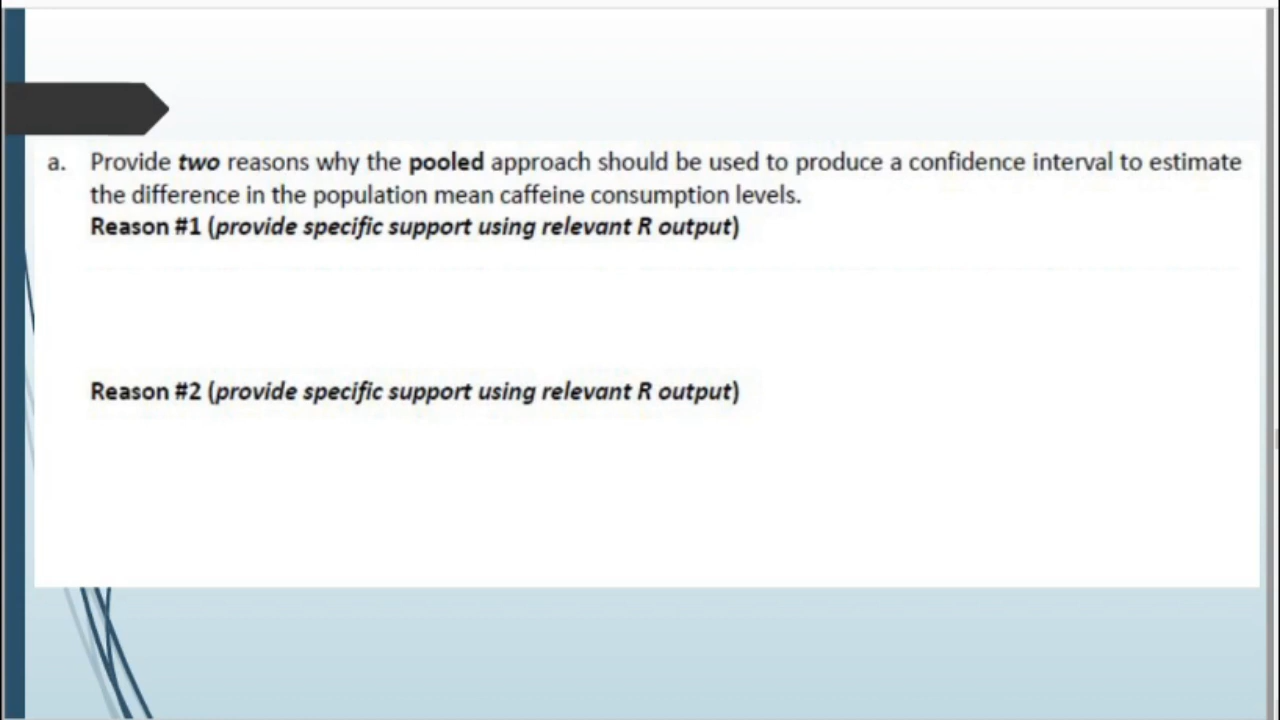 a. Provide two reasons why the pooled approach should be used to produce a confidence interval to estimate
the difference in the population mean caffeine consumption levels.
Reason #1 (provide specific support using relevant R output)
Reason #2 (provide specific support using relevant R output)